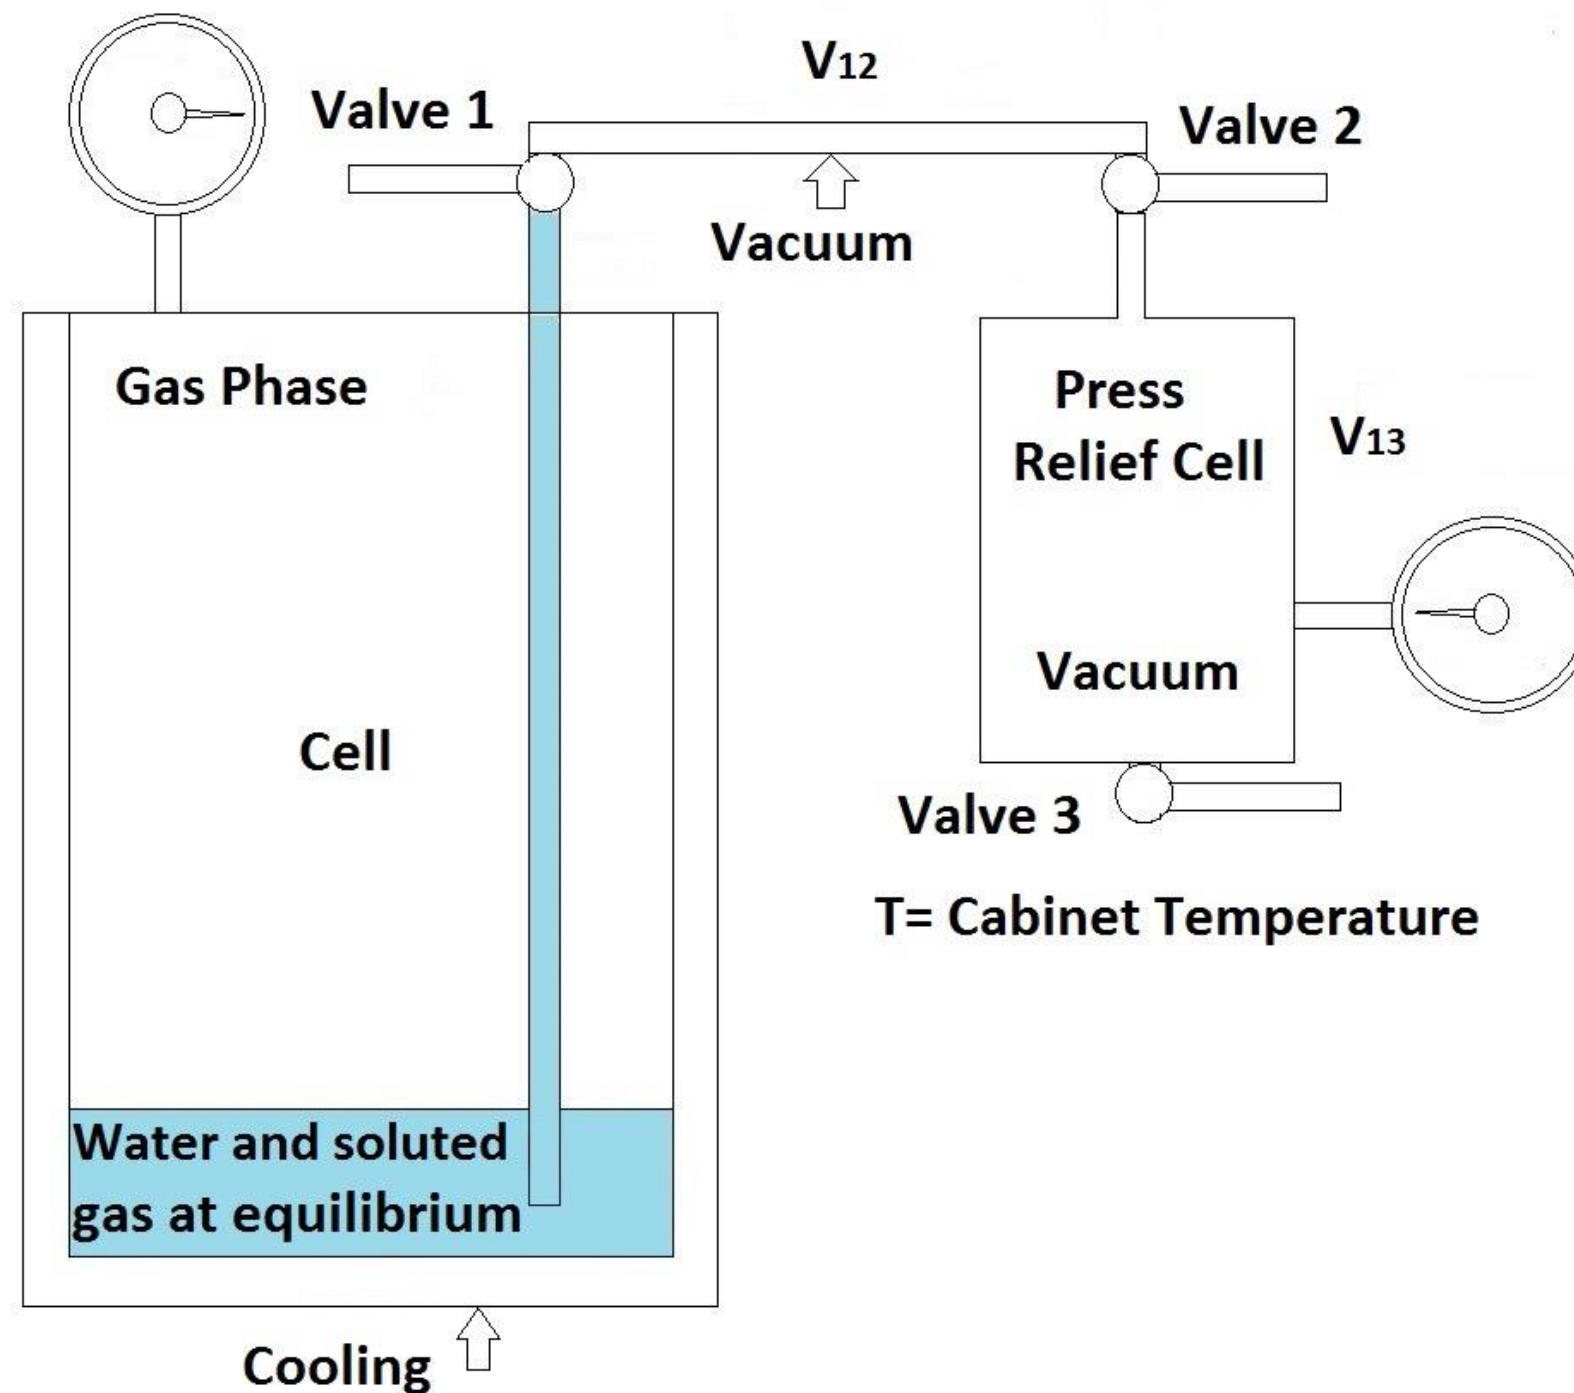 V12
Valve 1
Valve 2
Vacuum
Gas Phase
Press
Relief Cell
V13
Vacuum
Cell
Valve 3
T= Cabinet Temperature
Water and soluted
gas at equilibrium
Cooling